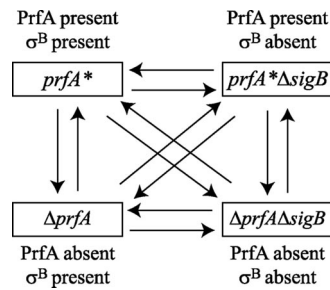 PrfA present PrfA present
σᴮ present σᴮ absent
prfA* prfA*ΔsigB
ΔprfA ΔprfAΔsigB
PrfA absent PrfA absent
σᴮ present σᴮ absent